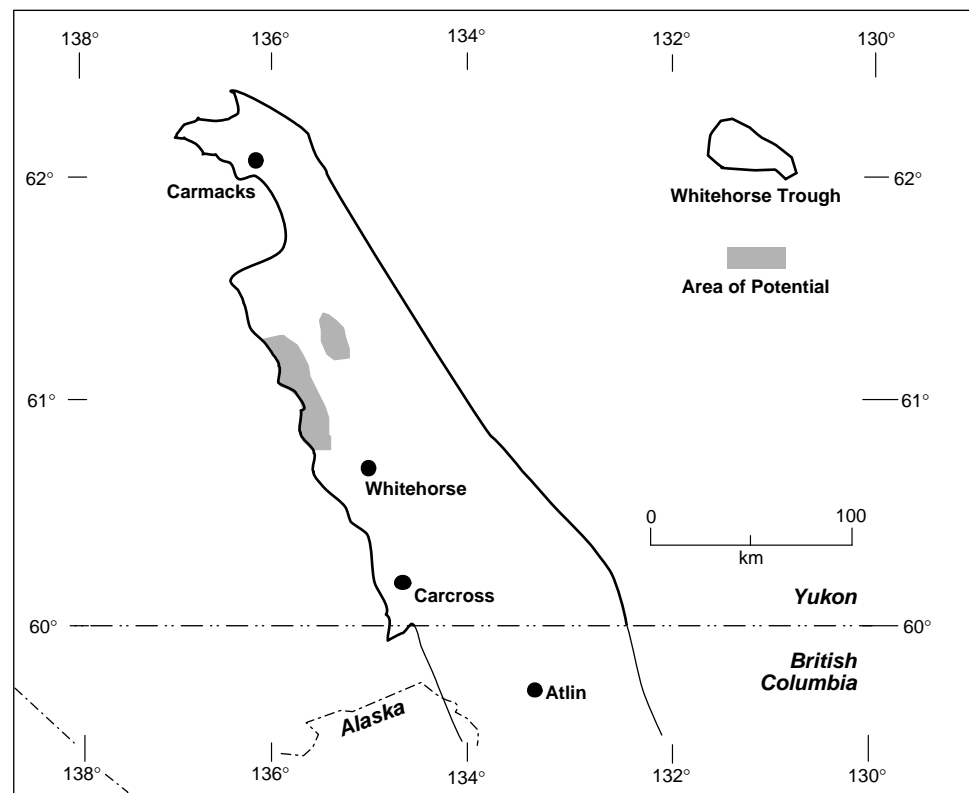 138°
136°
134°
132°
130°
62°
Carmacks
62°
Whitehorse Trough
Area of Potential
61°
61°
Whitehorse
0
100
km
Carcross
Yukon
60°
60°
British
Columbia
Atlin
Alaska
138°
136°
134°
132°
130°